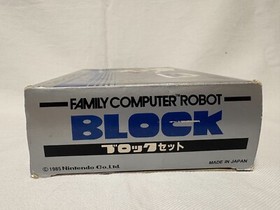 FAMILY COMPUTER ROBOT
BLOCK
ブロックセット
© 1985 Nintendo Co., Ltd.
MADE IN JAPAN